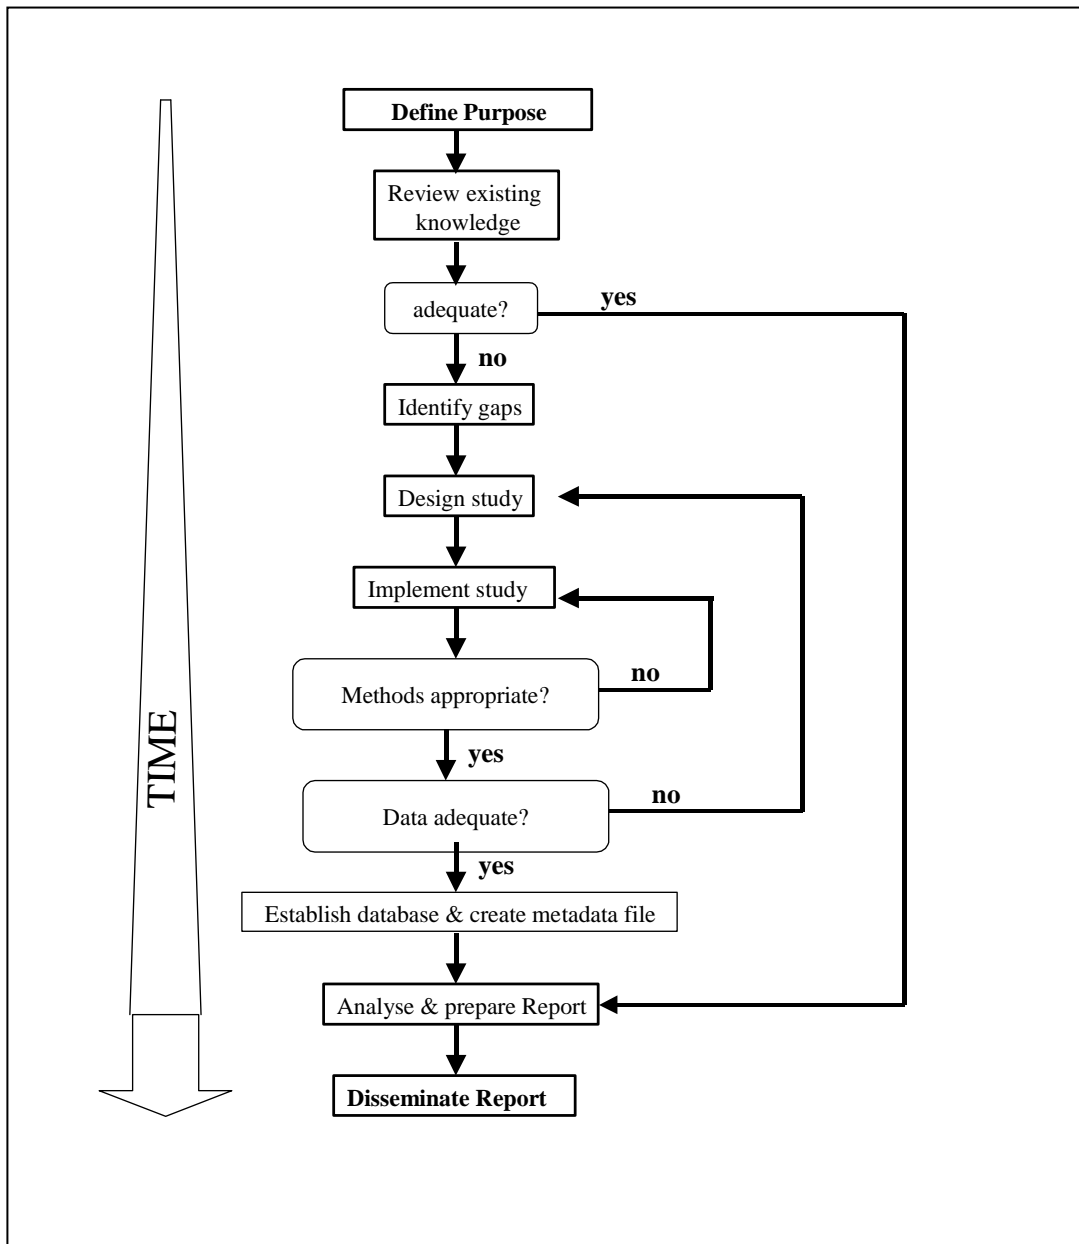 Define Purpose
Review existing
knowledge
adequate?
yes
no
Identify gaps
Design study
Implement study
Methods appropriate?
no
yes
Data adequate?
no
yes
Establish database & create metadata file
Analyse & prepare Report
Disseminate Report
TIME